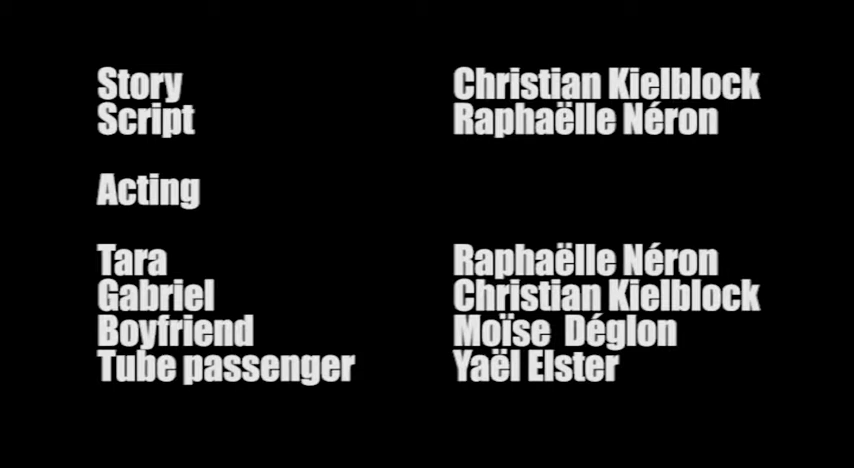 Story Christian Kielblock
Script Raphaëlle Néron
Acting
Tara Raphaëlle Néron
Gabriel Christian Kielblock
Boyfriend Moïse Déglon
Tube passenger Yaël Elster